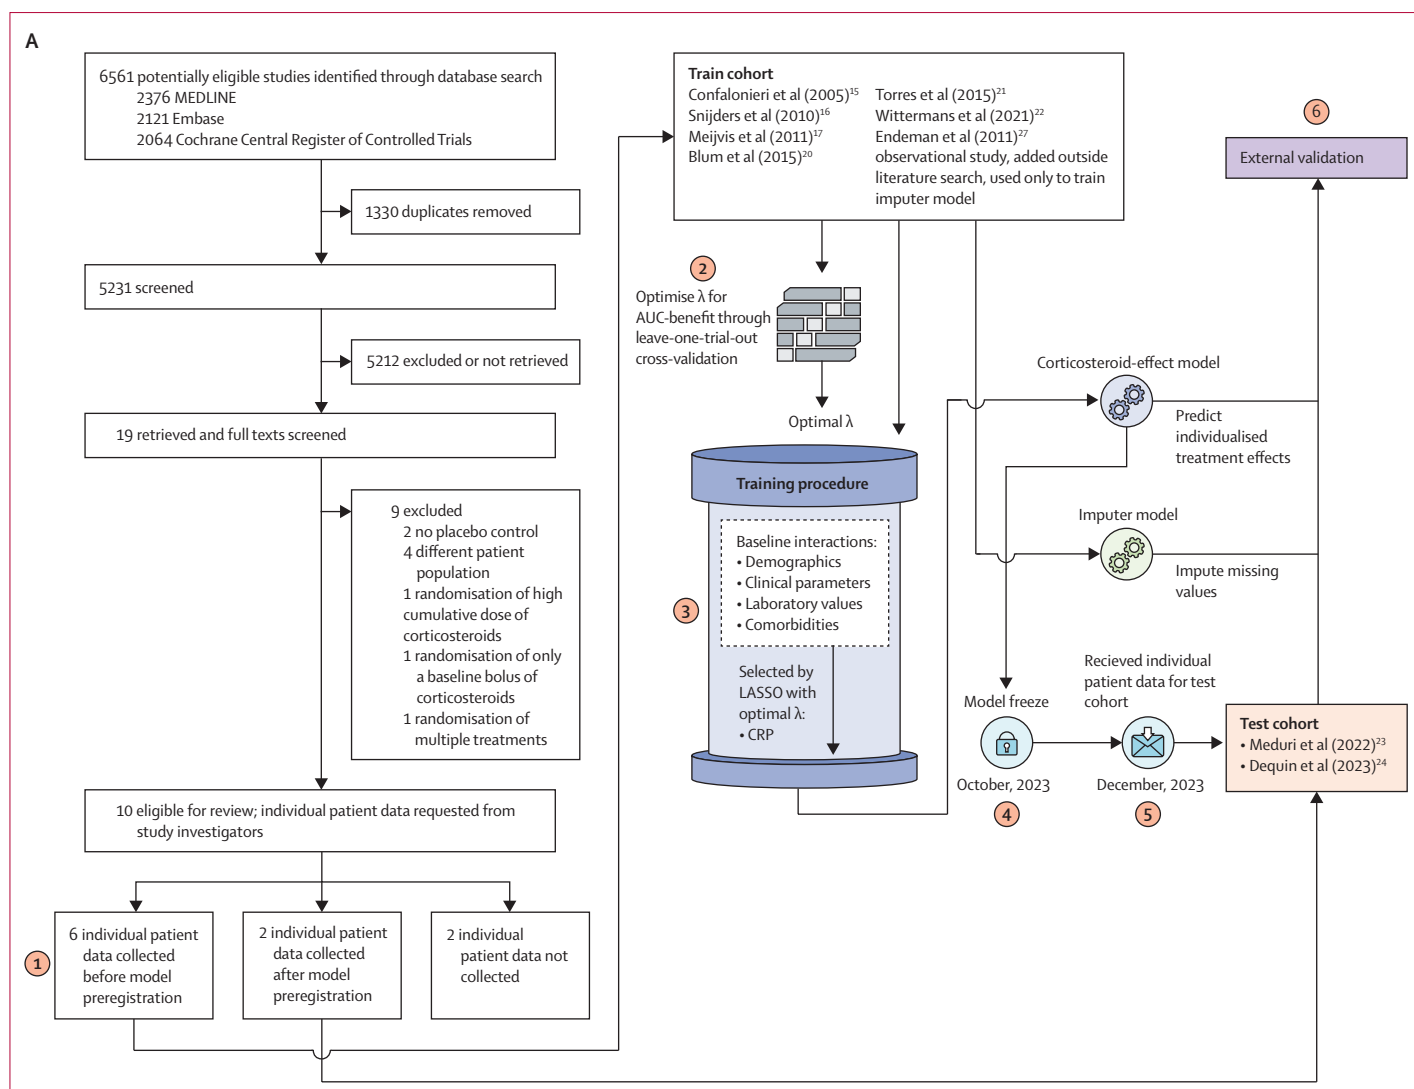 A
6561 potentially eligible studies identified through database search
2376 MEDLINE
2121 Embase
2064 Cochrane Central Register of Controlled Trials
1330 duplicates removed
5231 screened
5212 excluded or not retrieved
19 retrieved and full texts screened
9 excluded
2 no placebo control
4 different patient
population
1 randomisation of high
cumulative dose of
corticosteroids
1 randomisation of only
a baseline bolus of
corticosteroids
1 randomisation of
multiple treatments
10 eligible for review; individual patient data requested from
study investigators
1
6 individual patient
data collected
before model
preregistration
2 individual patient
data collected
after model
preregistration
2 individual
patient data not
collected
Train cohort
Confalonieri et al (2005)15
Snijders et al (2010)16
Meijvis et al (2011)17
Blum et al (2015)20
Torres et al (2015)21
Wittermans et al (2021)22
Endeman et al (2011)27
observational study, added outside
literature search, used only to train
imputer model
2
Optimise λ for
AUC-benefit through
leave-one-trial-out
cross-validation
Optimal λ
Training procedure
3
Baseline interactions:
• Demographics
• Clinical parameters
• Laboratory values
• Comorbidities
Selected by
LASSO with
optimal λ:
• CRP
Corticosteroid-effect model
Predict
individualised
treatment effects
Imputer model
Impute missing
values
Model freeze
October, 2023
4
Recieved individual
patient data for test
cohort
December, 2023
5
Test cohort
• Meduri et al (2022)23
• Dequin et al (2023)24
6
External validation